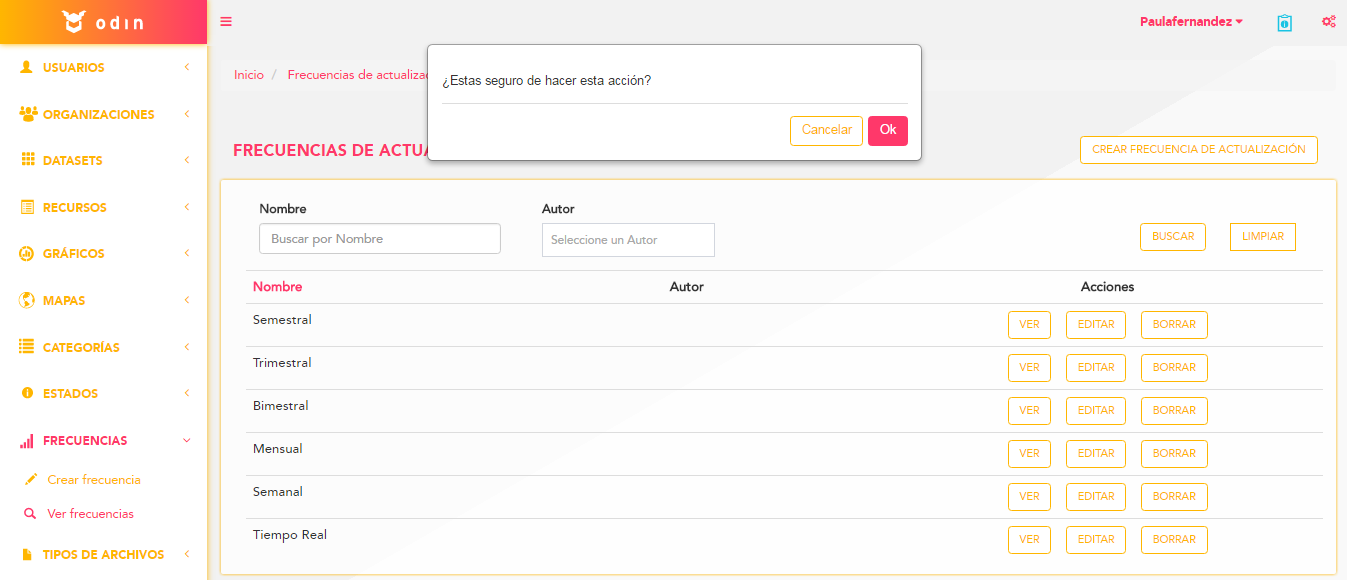 odin
Paulafernandez
USUARIOS
ORGANIZACIONES
DATASETS
RECURSOS
GRÁFICOS
MAPAS
CATEGORÍAS
ESTADOS
FRECUENCIAS
Crear frecuencia
Ver frecuencias
TIPOS DE ARCHIVOS
Inicio / Frecuencias de actualizac
¿Estas seguro de hacer esta acción?
Cancelar Ok
FRECUENCIAS DE ACTUA
CREAR FRECUENCIA DE ACTUALIZACIÓN
Nombre Autor
Buscar por Nombre Seleccione un Autor BUSCAR LIMPIAR
Nombre Autor Acciones
Semestral VER EDITAR BORRAR
Trimestral VER EDITAR BORRAR
Bimestral VER EDITAR BORRAR
Mensual VER EDITAR BORRAR
Semanal VER EDITAR BORRAR
Tiempo Real VER EDITAR BORRAR